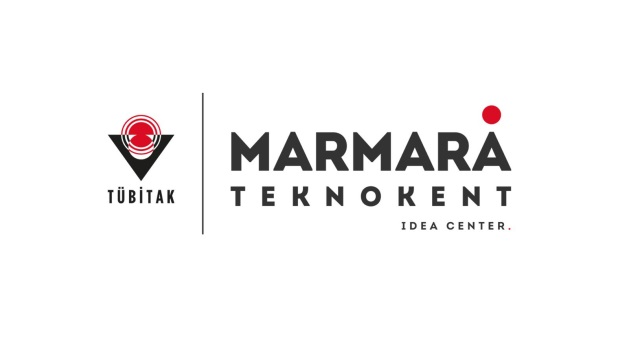 TÜBİTAK
MARMARA
TEKNOKENT
IDEA CENTER.